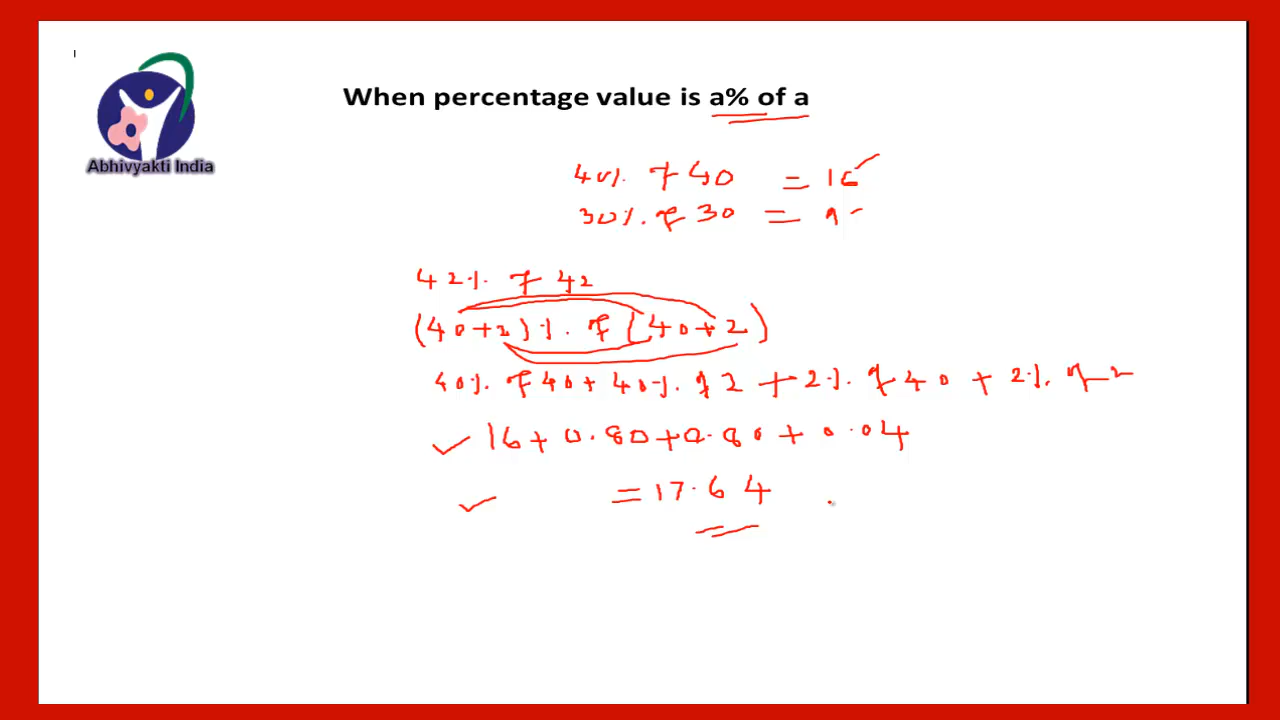 Abhivyakti India
When percentage value is a% of a
40% of 40 = 16
30% of 30 = 9
42% of 42
(40+2)% of (40+2)
40% of 40 + 40% of 2 + 2% of 40 + 2% of 2
16 + 0.80 + 0.80 + 0.04
= 17.64